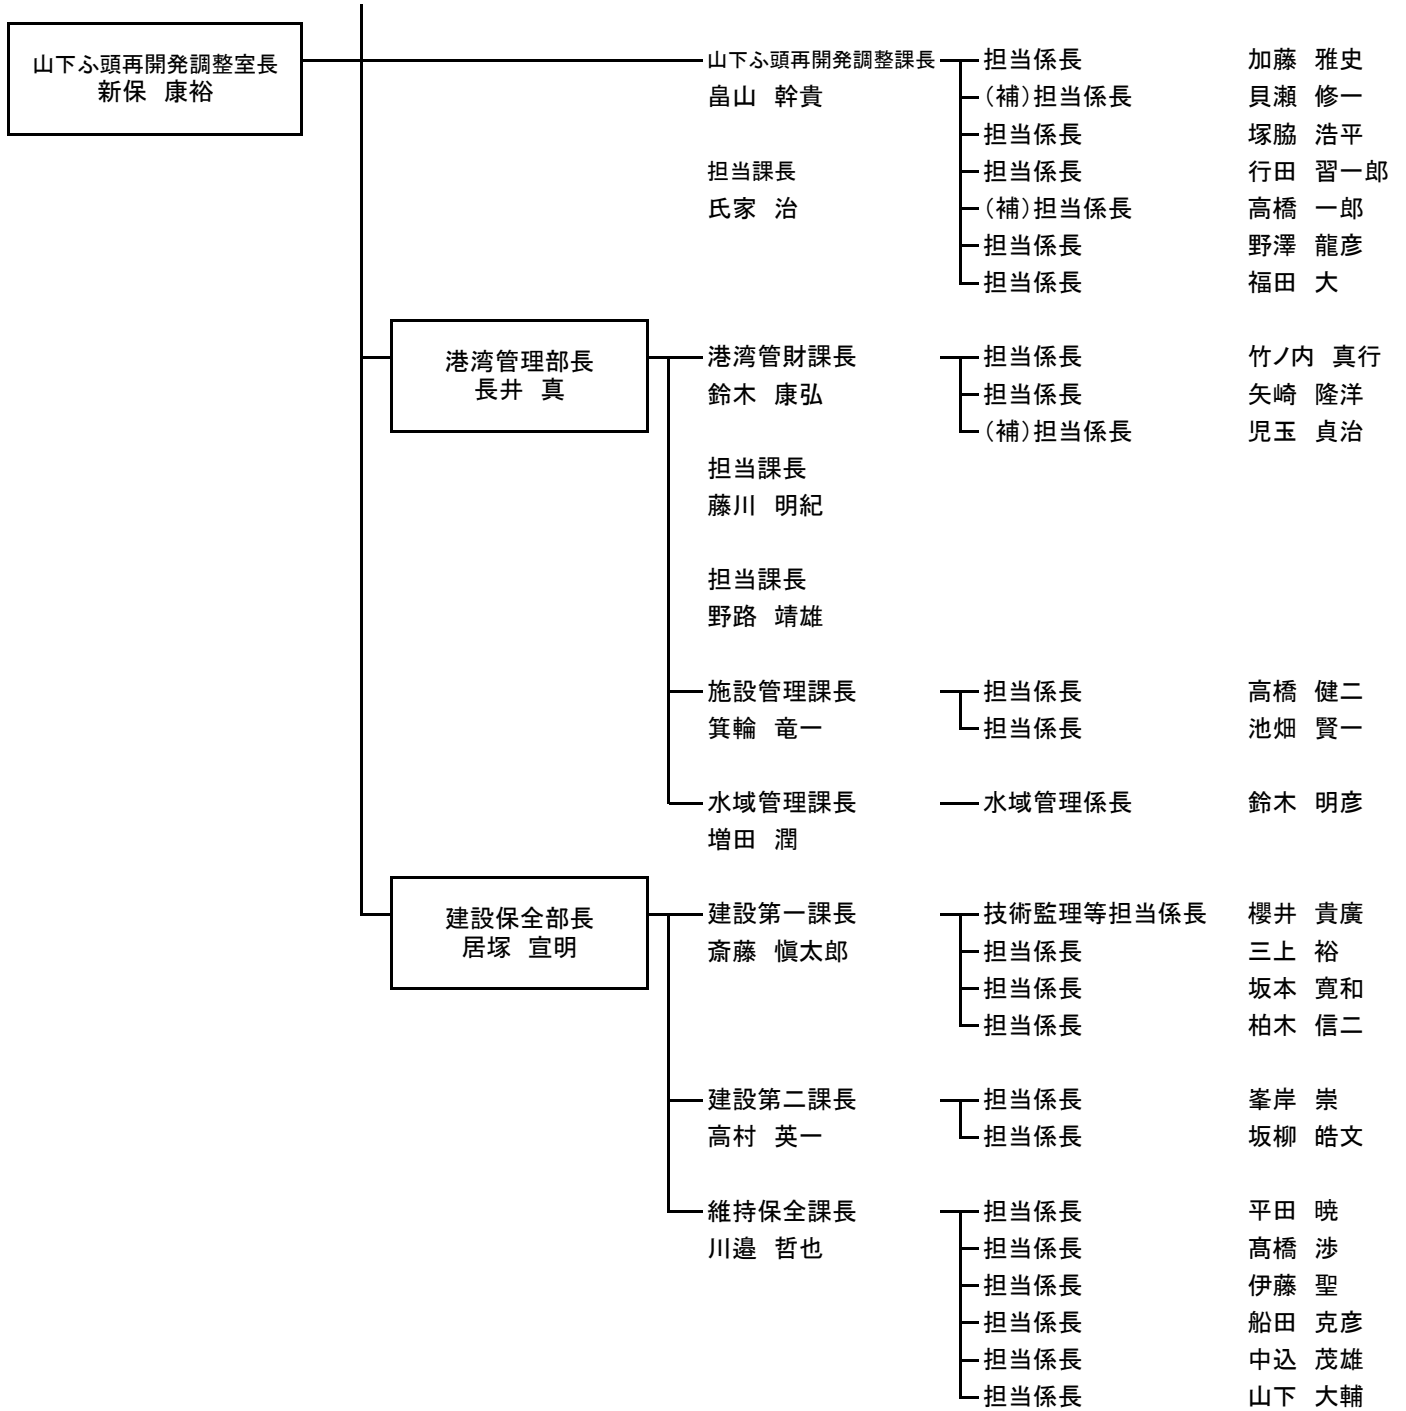 山下ふ頭再開発調整室長
新保　康裕
山下ふ頭再開発調整課長　担当係長　加藤　雅史
畠山　幹貴　（補）担当係長　貝瀬　修一
担当係長　塚脇　浩平
担当課長　担当係長　行田　習一郎
氏家　治　（補）担当係長　高橋　一郎
担当係長　野澤　龍彦
担当係長　福田　大
港湾管理部長
長井　真
港湾管財課長　担当係長　竹ノ内　真行
鈴木　康弘　担当係長　矢崎　隆洋
（補）担当係長　児玉　貞治
担当課長
藤川　明紀
担当課長
野路　靖雄
施設管理課長　担当係長　高橋　健二
箕輪　竜一　担当係長　池畑　賢一
水域管理課長　水域管理係長　鈴木　明彦
増田　潤
建設保全部長
居塚　宣明
建設第一課長　技術監理等担当係長　櫻井　貴廣
斎藤　愼太郎　担当係長　三上　裕
担当係長　坂本　寛和
担当係長　柏木　信二
建設第二課長　担当係長　峯岸　崇
高村　英一　担当係長　坂柳　皓文
維持保全課長　担当係長　平田　暁
川邉　哲也　担当係長　髙橋　渉
担当係長　伊藤　聖
担当係長　船田　克彦
担当係長　中込　茂雄
担当係長　山下　大輔